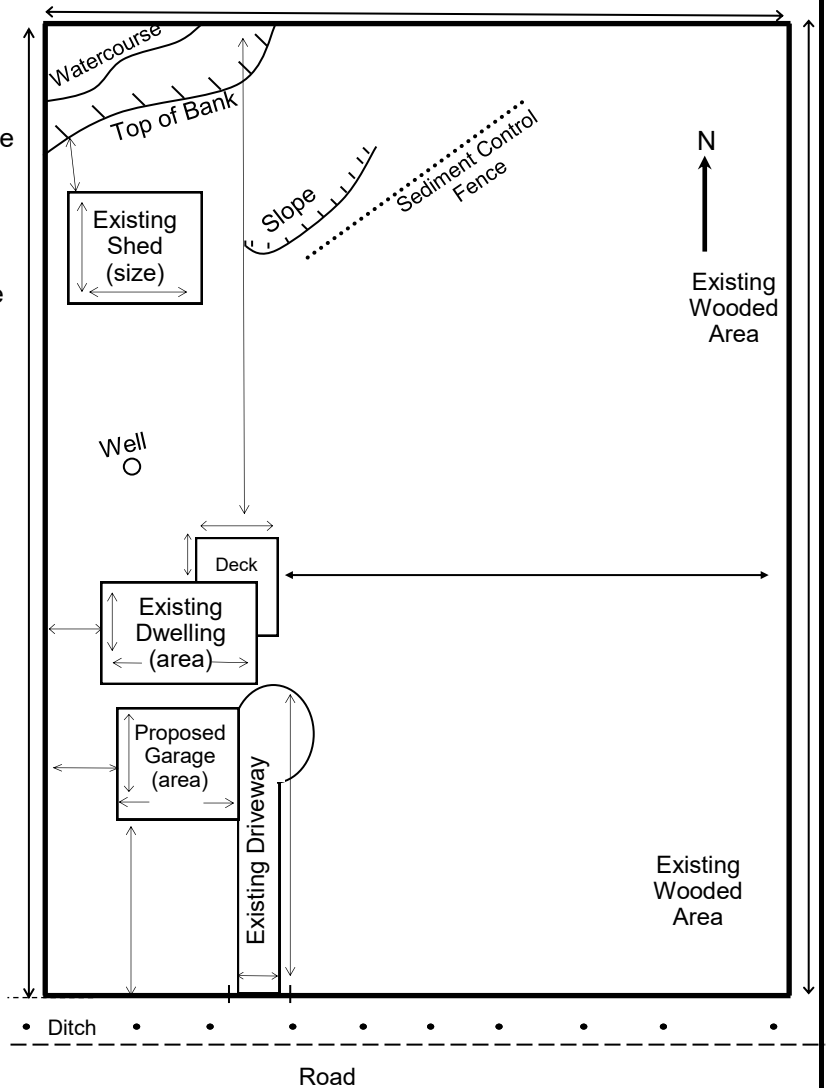 Watercourse
Top of Bank
e
N
Sediment Control
Fence
Slope
Existing
Shed
(size)
e
Existing
Wooded
Area
Well
Deck
Existing
Dwelling
(area)
Proposed
Garage
(area)
Existing Driveway
Existing
Wooded
Area
Ditch
Road